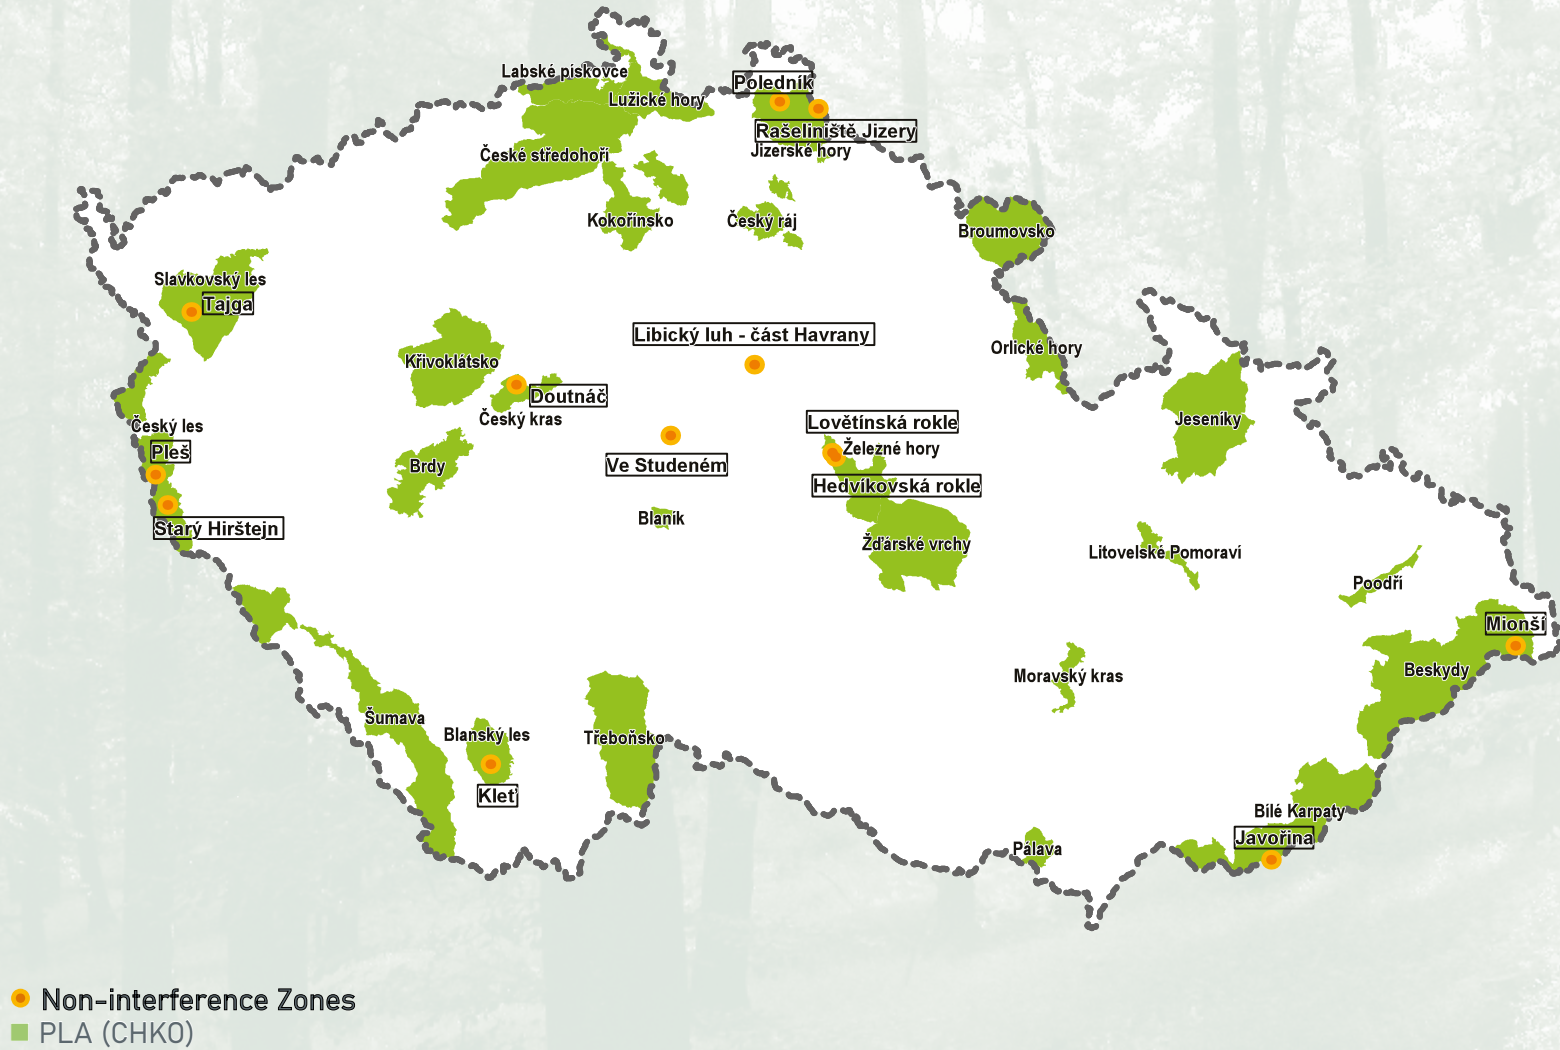 Labské pískovce
Lužické hory
Poledník
Rašeliniště Jizery
Jizerské hory
České středohoří
Kokořínsko
Český ráj
Broumovsko
Slavkovský les
Tajga
Libický luh - část Havrany
Orlické hory
Křivoklátsko
Doutnáč
Český kras
Lovětínská rokle
Jeseníky
Český les
Pleš
Železné hory
Brdy
Ve Studeném
Hedvíkovská rokle
Starý Hirštejn
Blaník
Žďárské vrchy
Litovelské Pomoraví
Poodří
Mionší
Beskydy
Moravský kras
Šumava
Blanský les
Třeboňsko
Kleť
Bílé Karpaty
Javořina
Pálava
Non-interference Zones
PLA (CHKO)